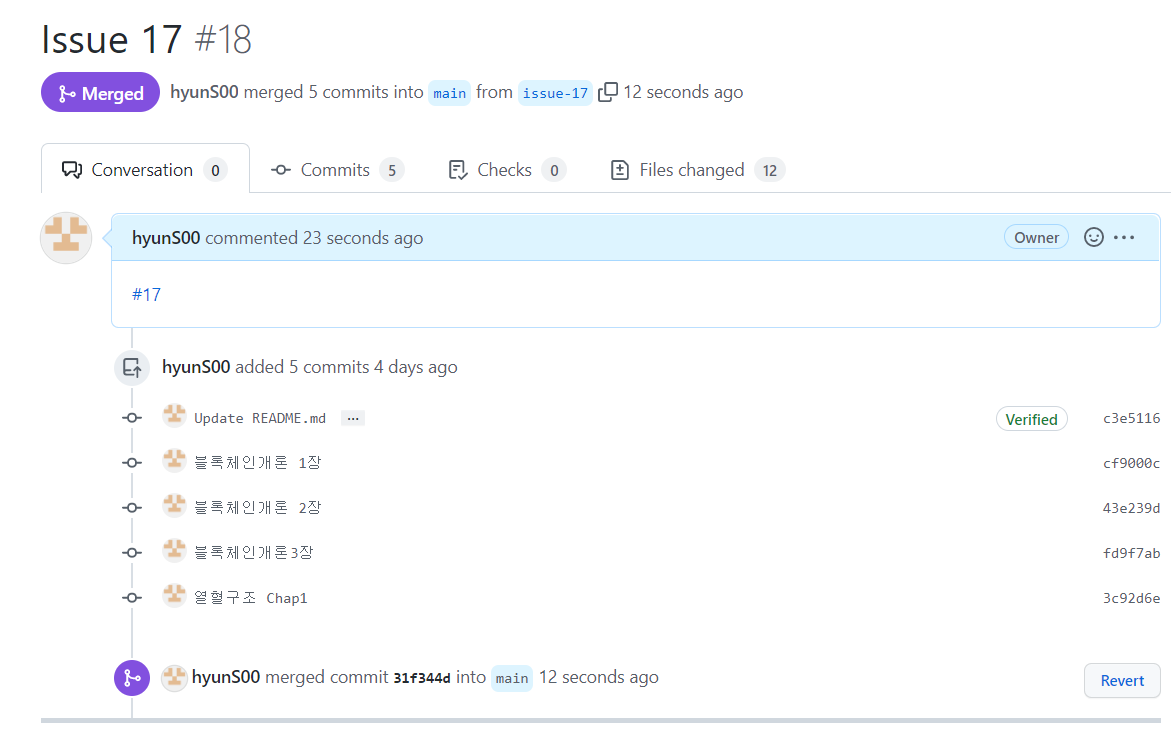 Issue 17 #18
Merged hyunS00 merged 5 commits into main from issue-17 12 seconds ago
Conversation 0 Commits 5 Checks 0 Files changed 12
hyunS00 commented 23 seconds ago Owner
#17
hyunS00 added 5 commits 4 days ago
Update README.md ... Verified c3e5116
블록체인개론 1장 cf9000c
블록체인개론 2장 43e239d
블록체인개론3장 fd9f7ab
열혈구조 Chap1 3c92d6e
hyunS00 merged commit 31f344d into main 12 seconds ago Revert